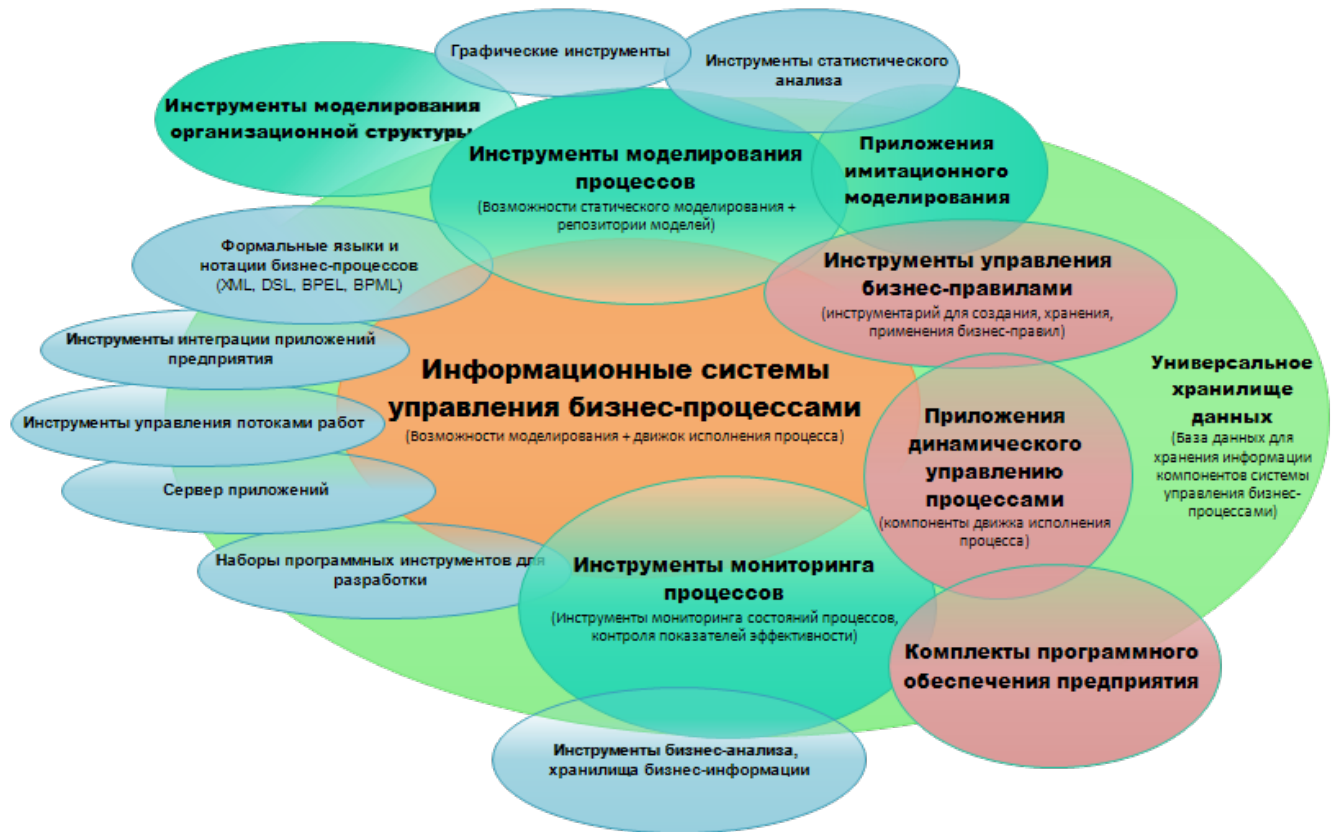 Графические инструменты
Инструменты статистического
анализа
Инструменты моделирования
организационной структуры
Инструменты моделирования
процессов
(Возможности статического моделирования +
репозитории моделей)
Приложения
имитационного
моделирования
Формальные языки и
нотации бизнес-процессов
(XML, DSL, BPEL, BPML)
Инструменты управления
бизнес-правилами
(инструментарий для создания, хранения,
применения бизнес-правил)
Инструменты интеграции приложений
предприятия
Информационные системы
управления бизнес-процессами
(Возможности моделирования + движок исполнения процесса)
Универсальное
хранилище
данных
(База данных для
хранения информации
компонентов системы
управления бизнес-
процессами)
Инструменты управления потоками работ
Приложения
динамического
управлению
процессами
(компоненты движка исполнения
процесса)
Сервер приложений
Наборы программных инструментов для
разработки
Инструменты мониторинга
процессов
(Инструменты мониторинга состояний процессов,
контроля показателей эффективности)
Комплекты программного
обеспечения предприятия
Инструменты бизнес-анализа,
хранилища бизнес-информации